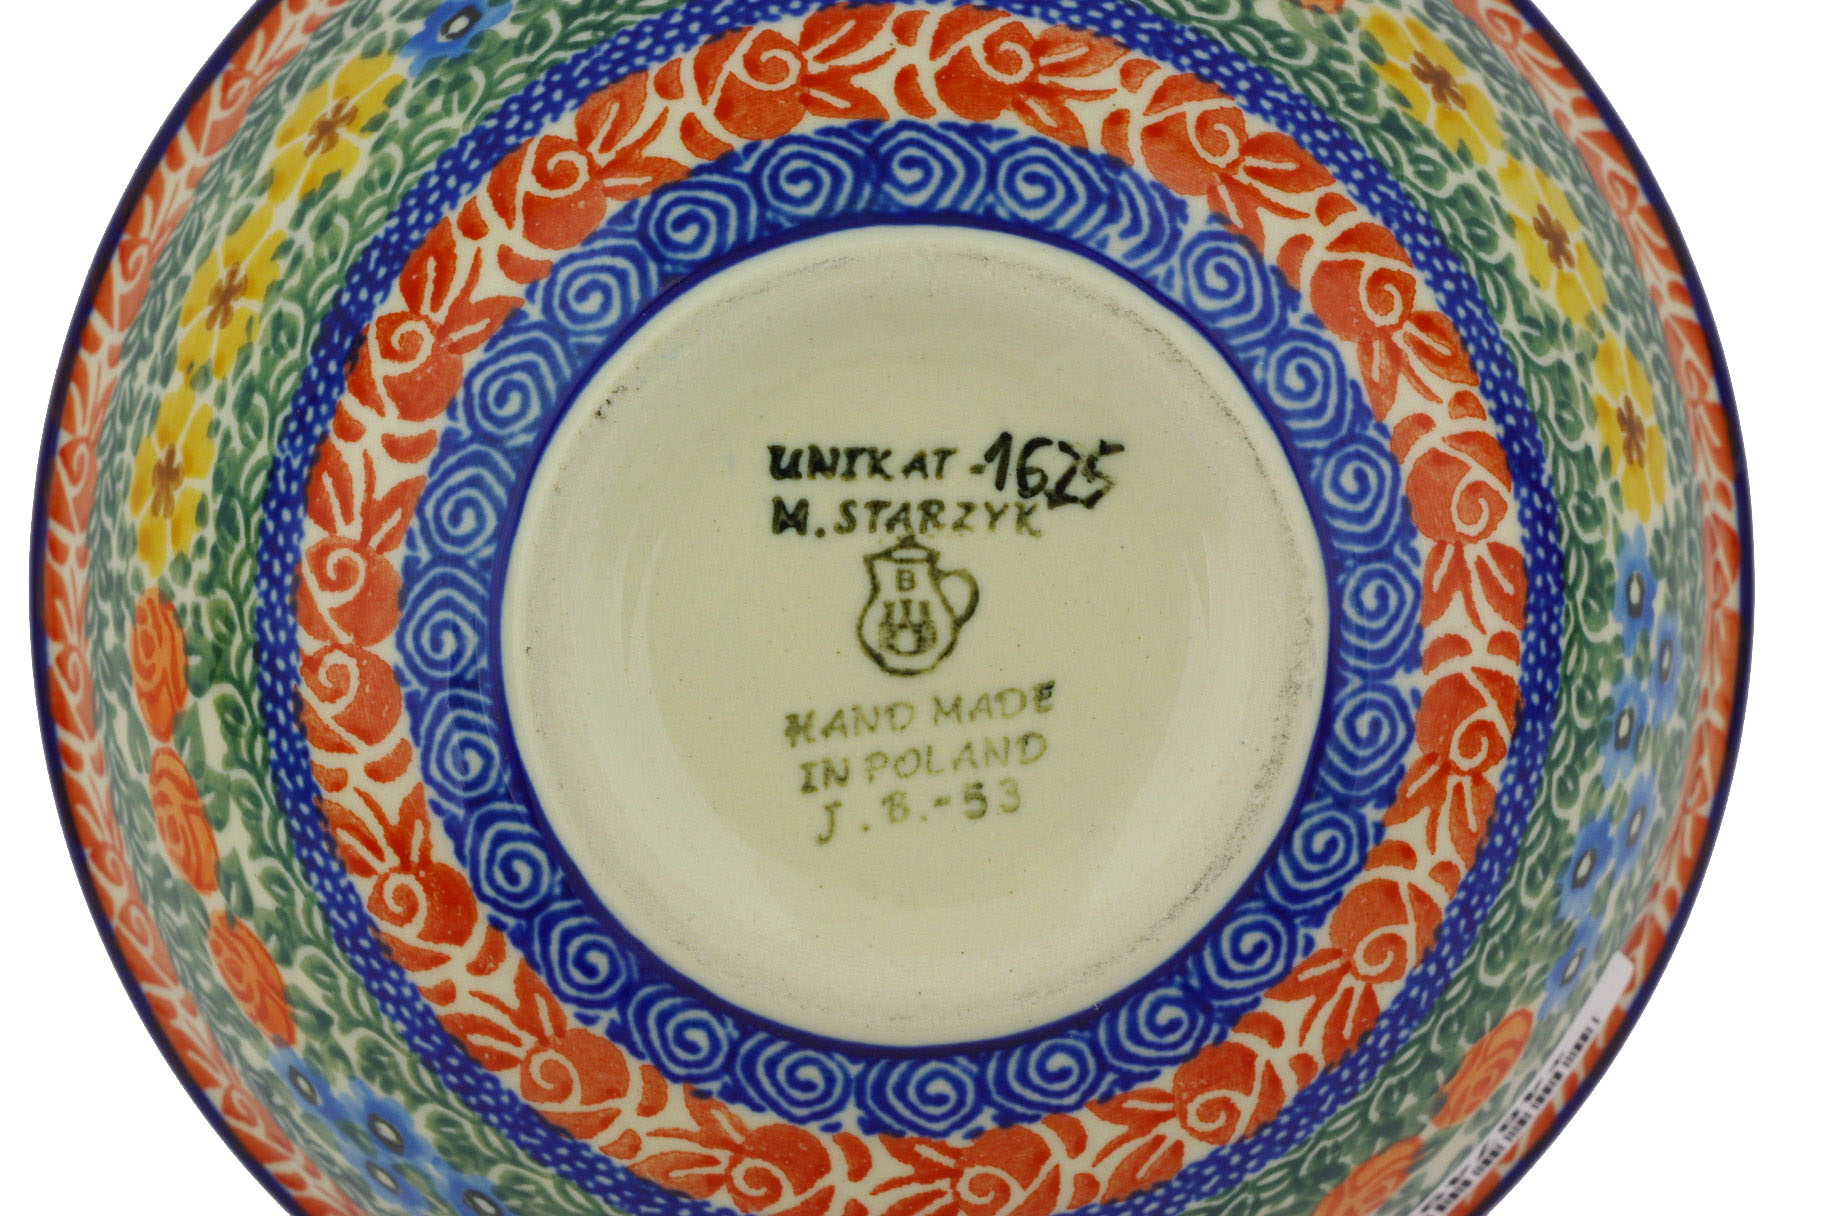 UNIKAT -1625
M. STARZYK
B
HAND MADE
IN POLAND
J.B.-53